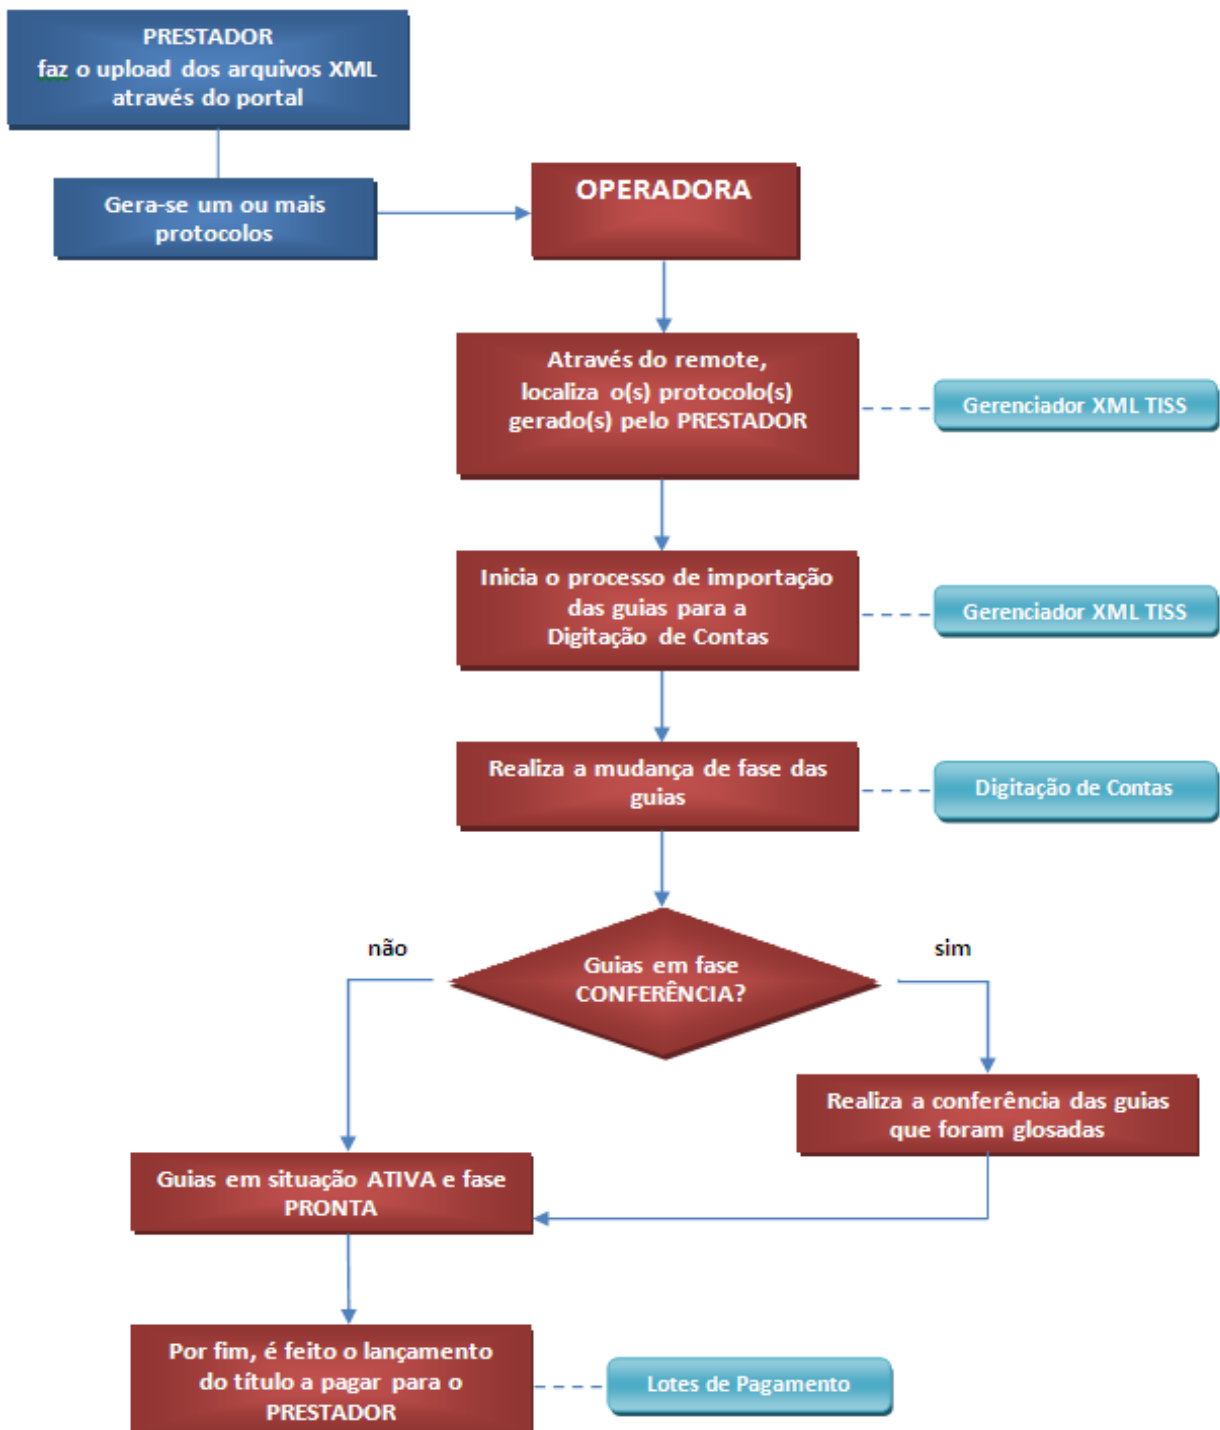 PRESTADOR
faz o upload dos arquivos XML
através do portal
Gera-se um ou mais
protocolos
OPERADORA
Através do remote,
localiza o(s) protocolo(s)
gerado(s) pelo PRESTADOR
Gerenciador XML TISS
Inicia o processo de importação
das guias para a
Digitação de Contas
Gerenciador XML TISS
Realiza a mudança de fase das
guias
Digitação de Contas
Guias em fase
CONFERÊNCIA?
não
sim
Realiza a conferência das guias
que foram glosadas
Guias em situação ATIVA e fase
PRONTA
Por fim, é feito o lançamento
do título a pagar para o
PRESTADOR
Lotes de Pagamento